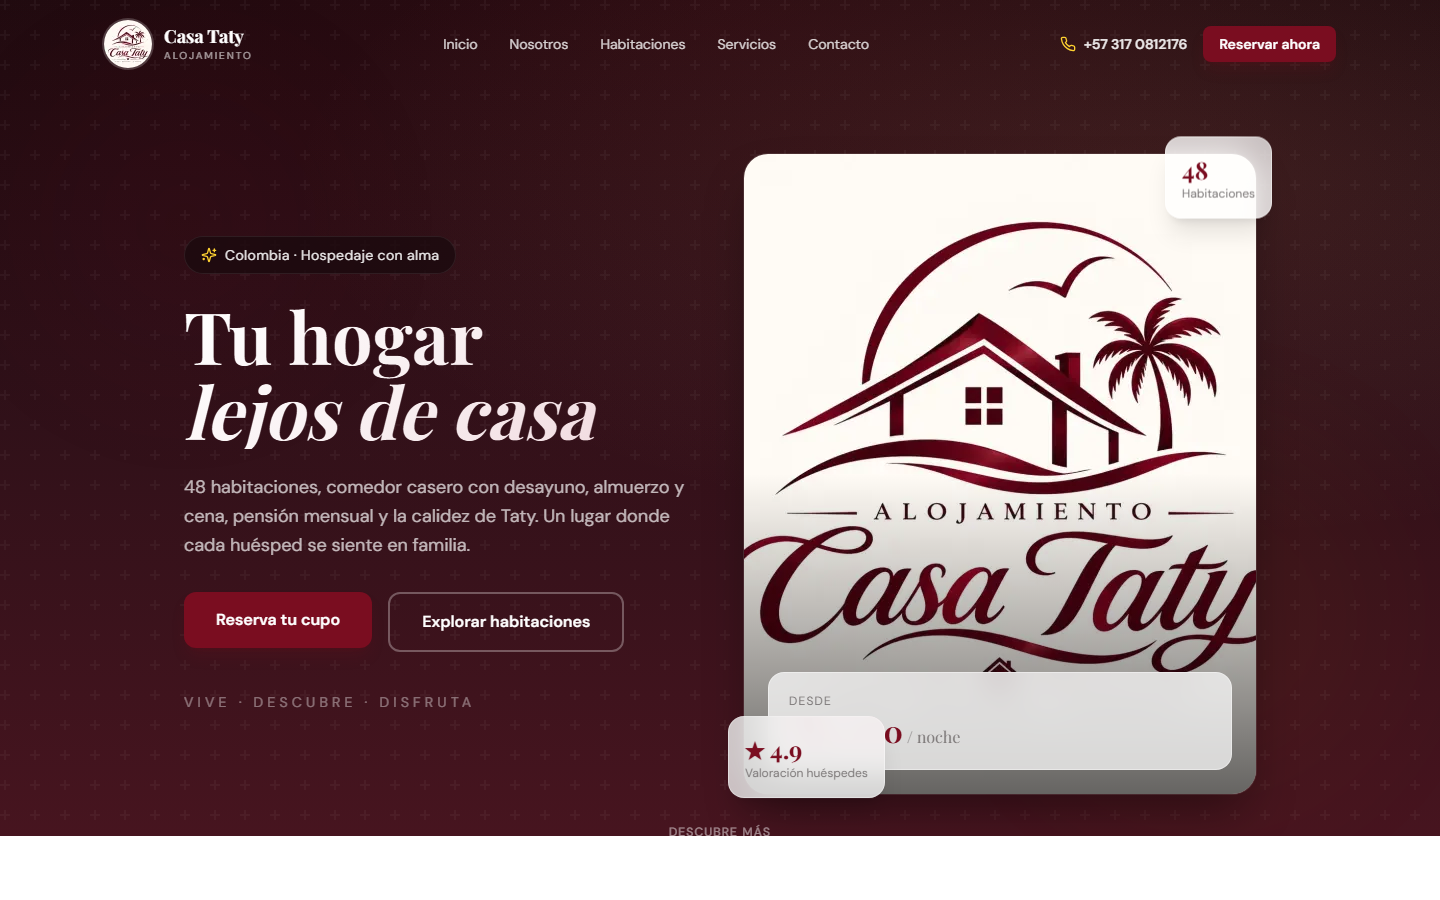 Casa Taty
ALOJAMIENTO
Casa Taty
Inicio
Nosotros
Habitaciones
Servicios
Contacto
+57 317 0812176
Reservar ahora
Colombia · Hospedaje con alma
Tu hogar
lejos de casa
48 habitaciones, comedor casero con desayuno, almuerzo y
cena, pensión mensual y la calidez de Taty. Un lugar donde
cada huésped se siente en familia.
Reserva tu cupo
Explorar habitaciones
VIVE · DESCUBRE · DISFRUTA
48
Habitaciones
ALOJAMIENTO
Casa Taty
DESDE
0 / noche
★ 4.9
Valoración huéspedes
DESCUBRE MÁS